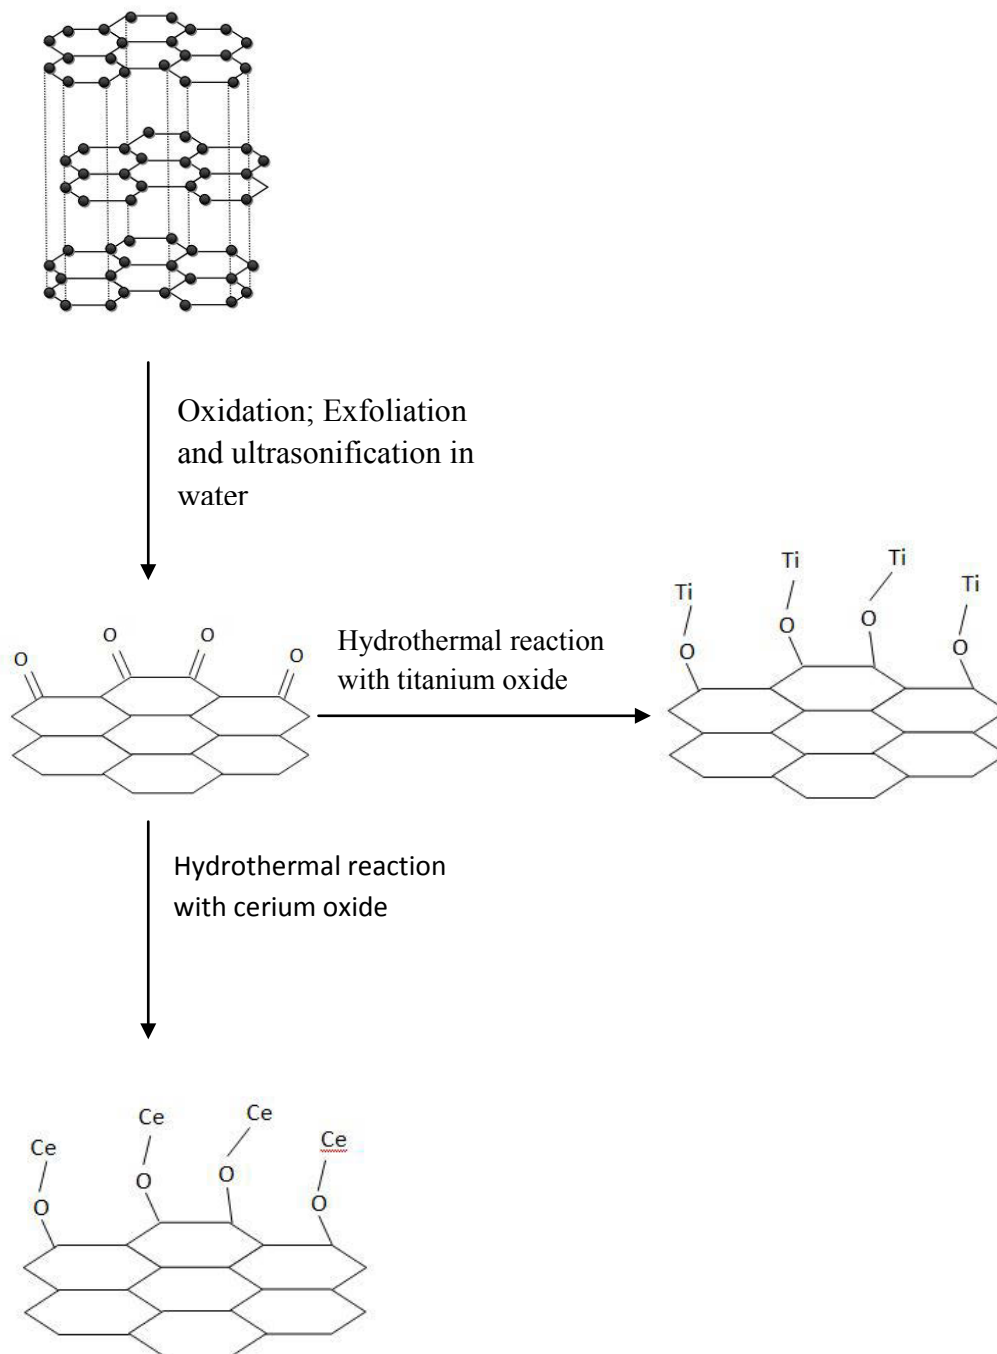 Oxidation; Exfoliation
and ultrasonification in
water
O
O
O
O
Hydrothermal reaction
with titanium oxide
Ti
Ti
Ti
Ti
O
O
O
O
Hydrothermal reaction
with cerium oxide
Ce
Ce
Ce
Ce
O
O
O
O